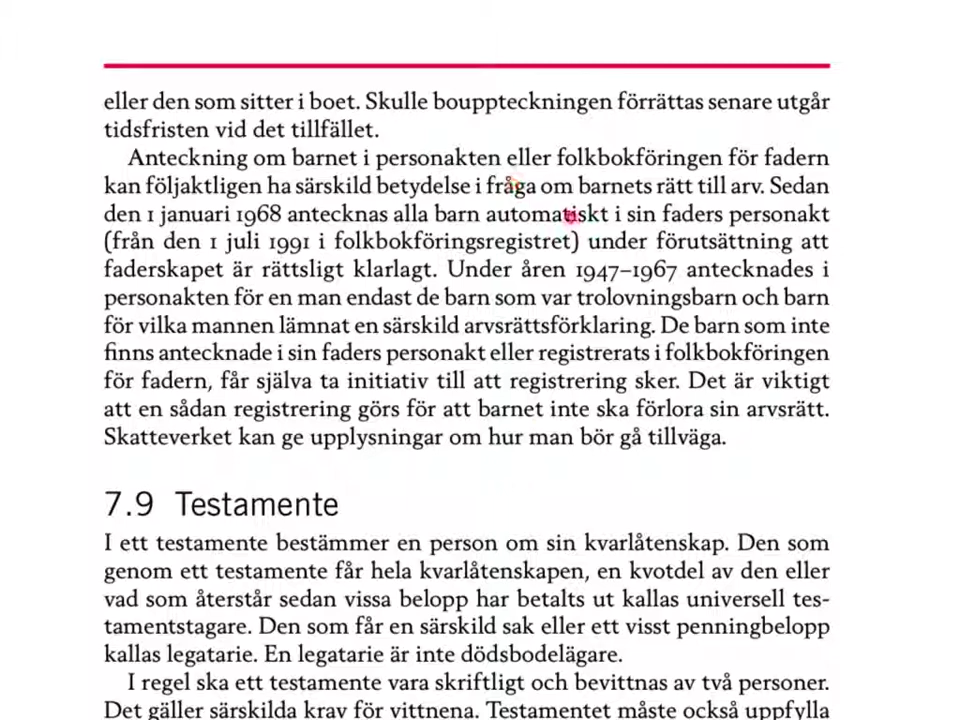 eller den som sitter i boet. Skulle bouppteckningen förrättas senare utgår
tidsfristen vid det tillfället.
Anteckning om barnet i personakten eller folkbokföringen för fadern
kan följaktligen ha särskild betydelse i fråga om barnets rätt till arv. Sedan
den 1 januari 1968 antecknas alla barn automatiskt i sin faders personakt
(från den 1 juli 1991 i folkbokföringsregistret) under förutsättning att
faderskapet är rättsligt klarlagt. Under åren 1947–1967 antecknades i
personakten för en man endast de barn som var trolovningsbarn och barn
för vilka mannen lämnat en särskild arvsrättsförklaring. De barn som inte
finns antecknade i sin faders personakt eller registrerats i folkbokföringen
för fadern, får själva ta initiativ till att registrering sker. Det är viktigt
att en sådan registrering görs för att barnet inte ska förlora sin arvsrätt.
Skatteverket kan ge upplysningar om hur man bör gå tillväga.
7.9 Testamente
I ett testamente bestämmer en person om sin kvarlåtenskap. Den som
genom ett testamente får hela kvarlåtenskapen, en kvotdel av den eller
vad som återstår sedan vissa belopp har betalts ut kallas universell tes-
tamentstagare. Den som får en särskild sak eller ett visst penningbelopp
kallas legatarie. En legatarie är inte dödsbodelägare.
I regel ska ett testamente vara skriftligt och bevittnas av två personer.
Det gäller särskilda krav för vittnena. Testamentet måste också uppfylla